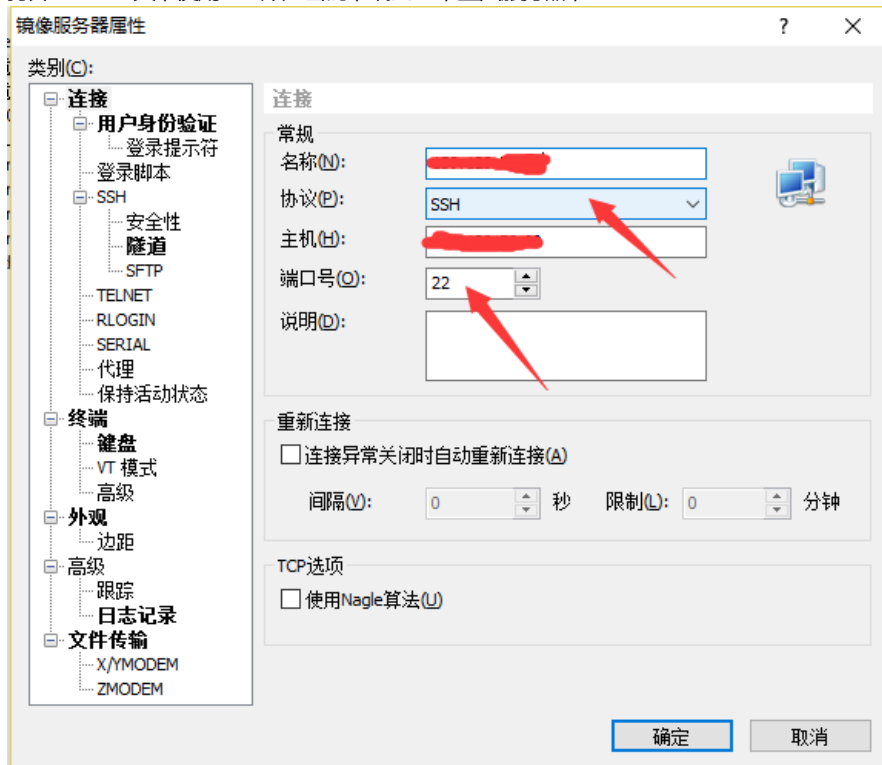 镜像服务器属性
?
类别(C):
连接
用户身份验证
登录提示符
登录脚本
SSH
安全性
隧道
SFTP
TELNET
RLOGIN
SERIAL
代理
保持活动状态
终端
键盘
VT 模式
高级
外观
边距
高级
跟踪
日志记录
文件传输
X/YMODEM
ZMODEM
连接
常规
名称(N):
协议(P): SSH
主机(H):
端口号(O): 22
说明(D):
重新连接
连接异常关闭时自动重新连接(A)
间隔(V): 0 秒 限制(L): 0 分钟
TCP选项
使用Nagle算法(U)
确定 取消